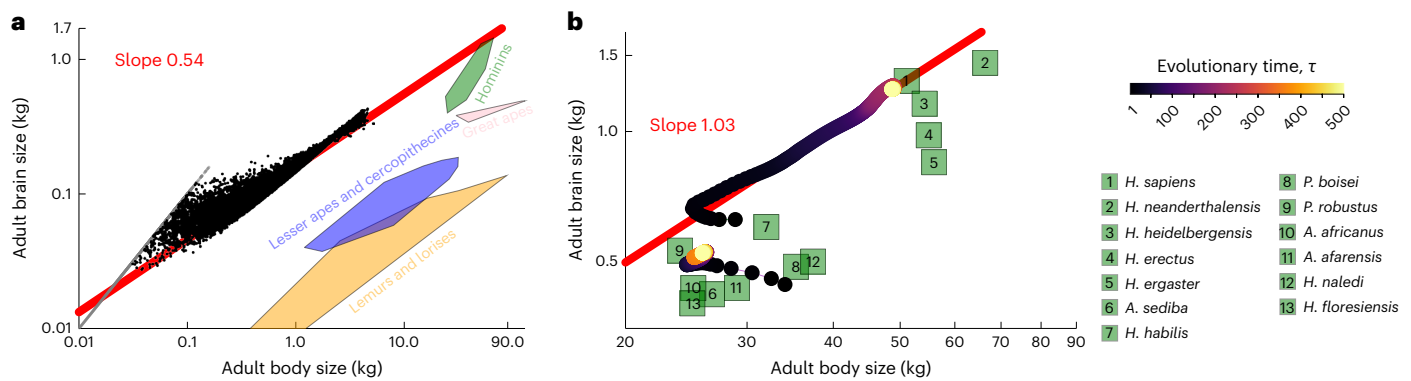 a
Adult brain size (kg)
1.7
1.0
0.1
0.01
Slope 0.54
Hominins
Great apes
Lesser apes and cercopithecines
Lemurs and lorises
0.01 0.1 1.0 10.0 90.0
Adult body size (kg)
b
Adult brain size (kg)
1.5
1.0
0.5
Slope 1.03
1
2
3
4
5
7
9
8 12
10 6 11
13
20 30 40 50 60 70 80 90
Adult body size (kg)
Evolutionary time, τ
1 100 200 300 400 500
1 H. sapiens
2 H. neanderthalensis
3 H. heidelbergensis
4 H. erectus
5 H. ergaster
6 A. sediba
7 H. habilis
8 P. boisei
9 P. robustus
10 A. africanus
11 A. afarensis
12 H. naledi
13 H. floresiensis